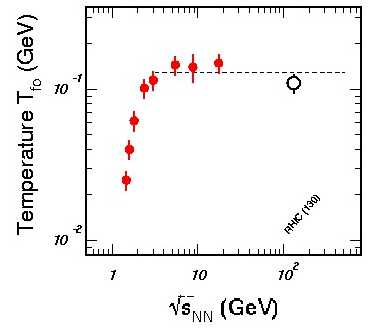 Temperature T_fo (GeV)
10^-1
10^-2
RHIC (130)
1 10 10^2
√s_NN (GeV)